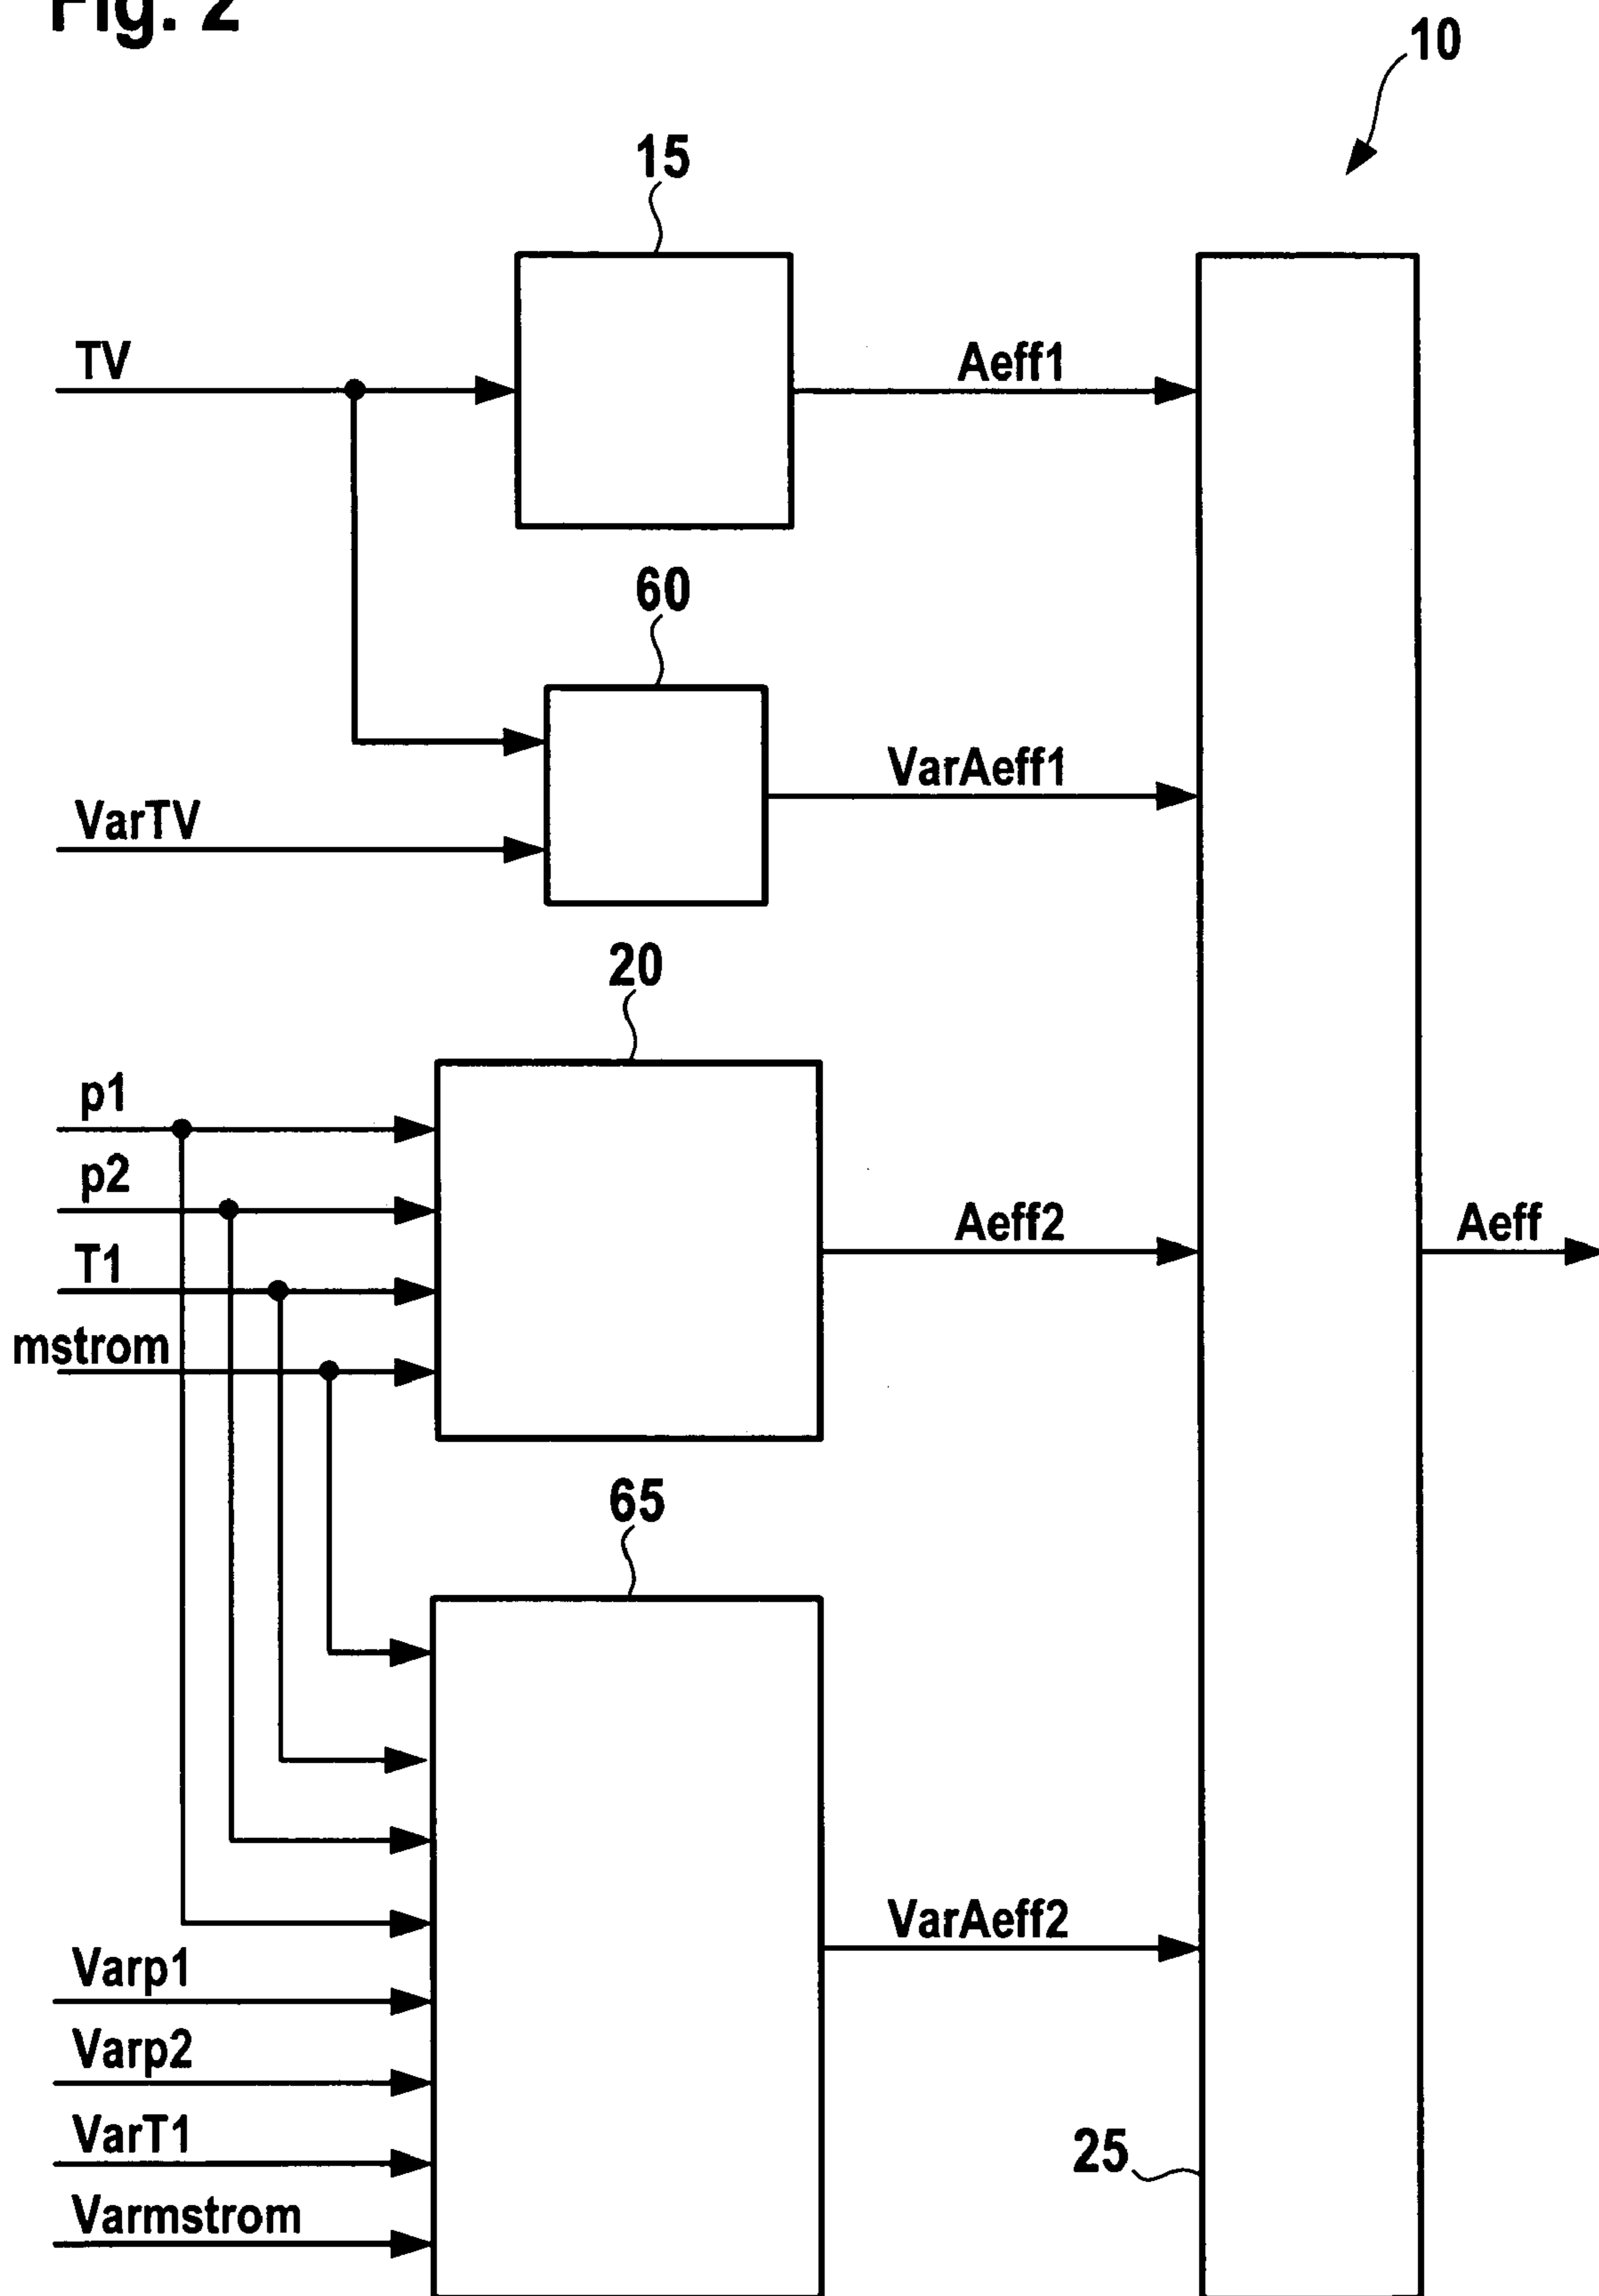 Fig. 2
10
15
TV
Aeff1
60
VarAeff1
VarTV
20
p1
p2
Aeff2
Aeff
T1
mstrom
65
VarAeff2
Varp1
Varp2
VarT1
25
Varmstrom